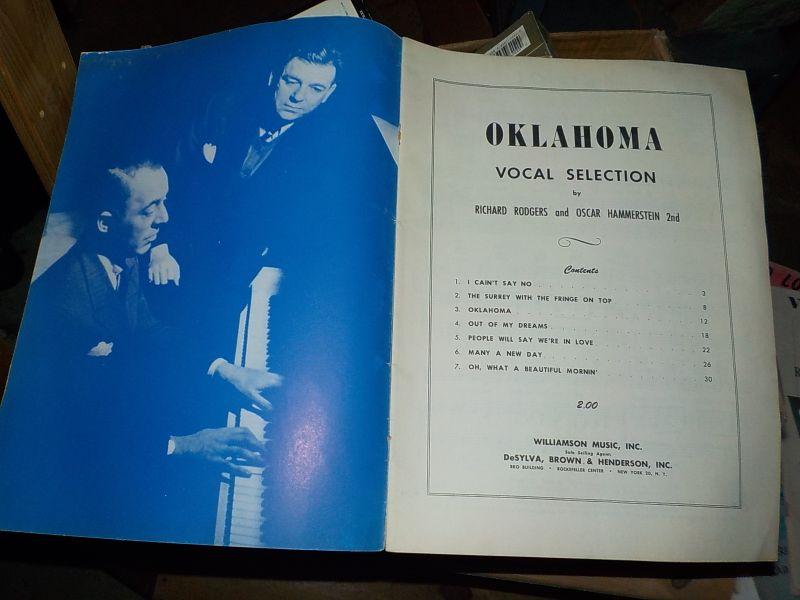 OKLAHOMA
VOCAL SELECTION
by
RICHARD RODGERS and OSCAR HAMMERSTEIN 2nd
Contents
1. I CAIN'T SAY NO . . . . . . . . . . 3
2. THE SURREY WITH THE FRINGE ON TOP . . . . . . 8
3. OKLAHOMA . . . . . . . . . . 12
4. OUT OF MY DREAMS . . . . . . . . . . 18
5. PEOPLE WILL SAY WE'RE IN LOVE . . . . . . . . 22
6. MANY A NEW DAY . . . . . . . . . . 26
7. OH, WHAT A BEAUTIFUL MORNIN' . . . . . . . . 30
2.00
WILLIAMSON MUSIC, INC.
Sole Selling Agents
DeSYLVA, BROWN & HENDERSON, INC.
RKO BUILDING • ROCKEFELLER CENTER • NEW YORK 20, N. Y.